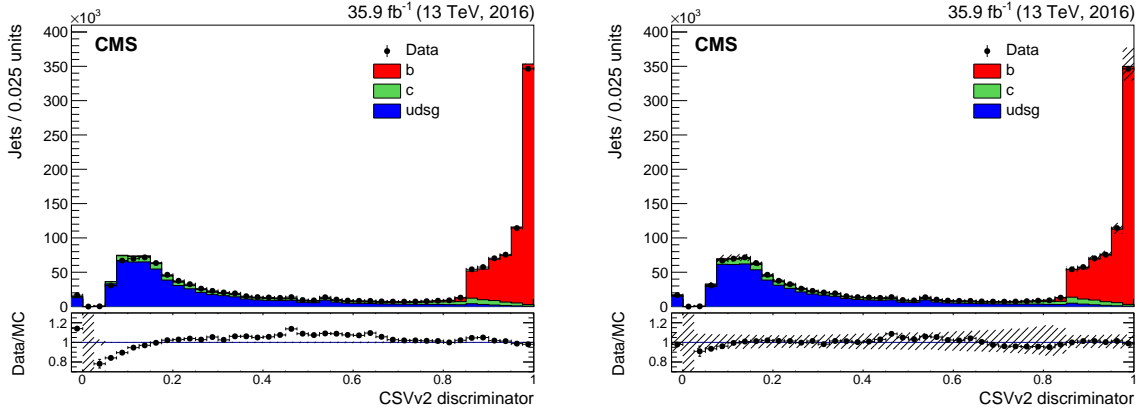 ×10³ 35.9 fb⁻¹ (13 TeV, 2016)
400
CMS
Data
350
b
300
c
udsg
250
200
150
100
50
0
Jets / 0.025 units
1.2
1
0.8
Data/MC
0 0.2 0.4 0.6 0.8 1
CSVv2 discriminator
×10³ 35.9 fb⁻¹ (13 TeV, 2016)
400
CMS
Data
350
b
300
c
udsg
250
200
150
100
50
0
Jets / 0.025 units
1.2
1
0.8
Data/MC
0 0.2 0.4 0.6 0.8 1
CSVv2 discriminator